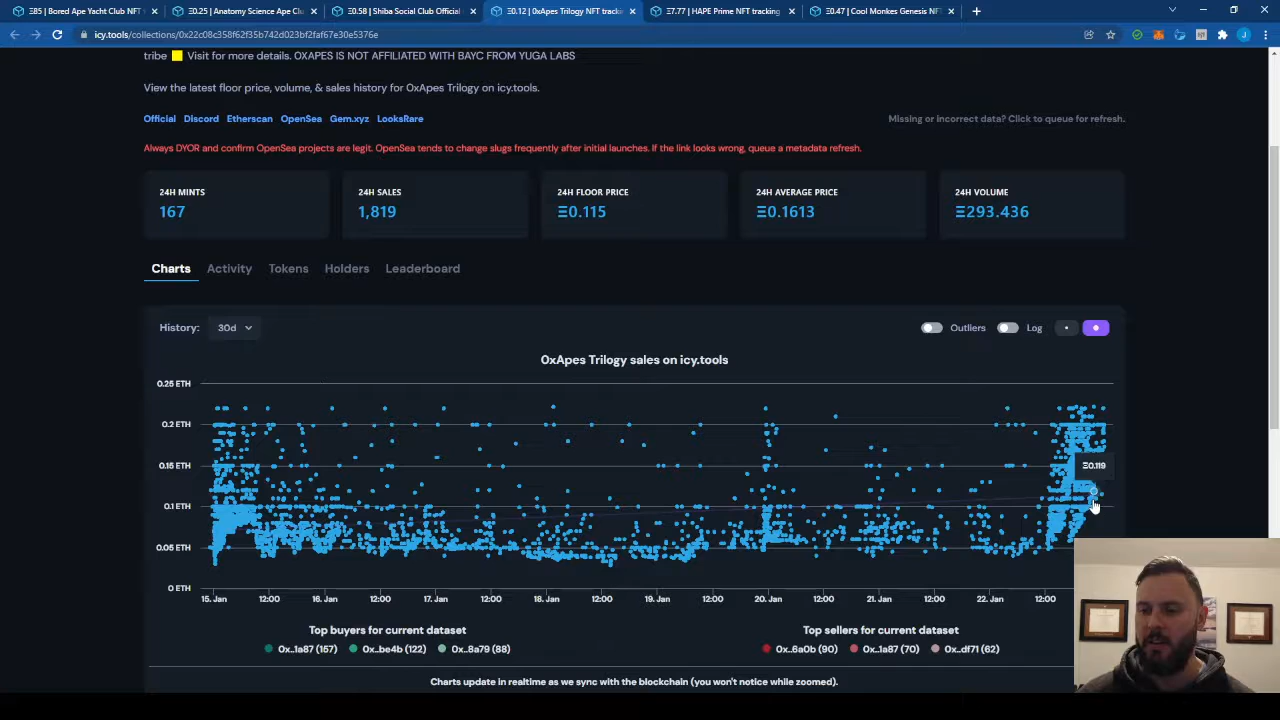 Ξ85 | Bored Ape Yacht Club NFT
Ξ0.25 | Anatomy Science Ape Clu
Ξ0.58 | Shiba Social Club Official
Ξ0.12 | 0xApes Trilogy NFT tracki
Ξ7.77 | HAPE Prime NFT tracking
Ξ0.47 | Cool Monkes Genesis NFT
icy.tools/collections/0x22c08c358f62f35b742d023bf2faf67e30e5376e
tribe 🟨 Visit for more details. 0XAPES IS NOT AFFILIATED WITH BAYC FROM YUGA LABS
View the latest floor price, volume, & sales history for 0xApes Trilogy on icy.tools.
Official Discord Etherscan OpenSea Gem.xyz LooksRare
Missing or incorrect data? Click to queue for refresh.
Always DYOR and confirm OpenSea projects are legit. OpenSea tends to change slugs frequently after initial launches. If the link looks wrong, queue a metadata refresh.
24H MINTS
167
24H SALES
1,819
24H FLOOR PRICE
Ξ0.115
24H AVERAGE PRICE
Ξ0.1613
24H VOLUME
Ξ293.436
Charts Activity Tokens Holders Leaderboard
History: 30d
Outliers Log
0xApes Trilogy sales on icy.tools
0.25 ETH
0.2 ETH
0.15 ETH
Ξ0.119
0.1 ETH
0.05 ETH
0 ETH
15. Jan 12:00 16. Jan 12:00 17. Jan 12:00 18. Jan 12:00 19. Jan 12:00 20. Jan 12:00 21. Jan 12:00 22. Jan 12:00
Top buyers for current dataset
0x..1a87 (157) 0x..be4b (122) 0x..8a79 (88)
Top sellers for current dataset
0x..6a0b (90) 0x..1a87 (70) 0x..df71 (62)
Charts update in realtime as we sync with the blockchain (you won't notice while zoomed).